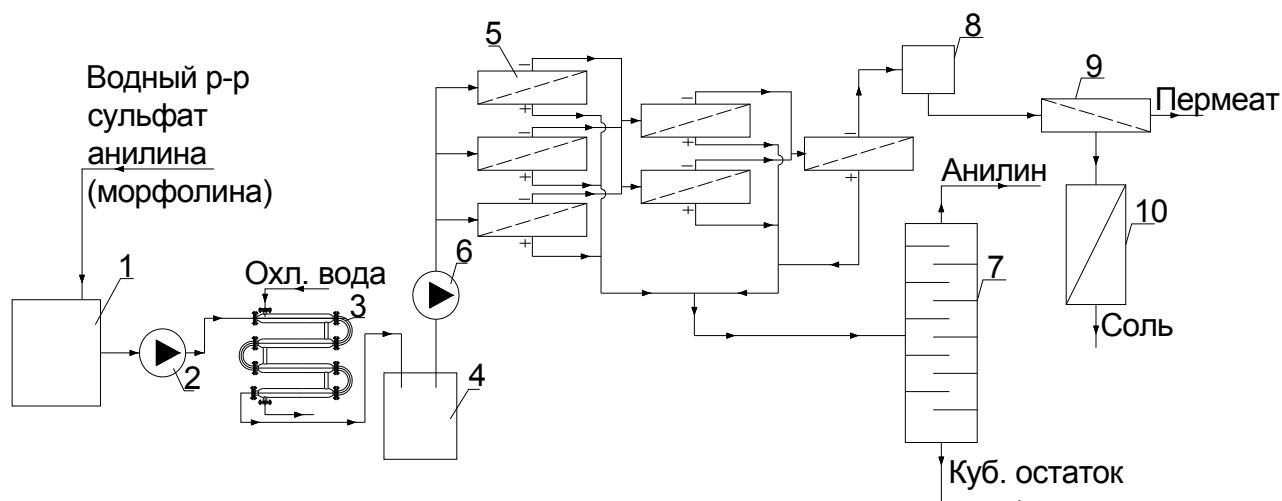 Водный р-р
сульфат
анилина
(морфолина)
1
2
Охл. вода
3
4
5
6
−
+
−
+
−
+
−
+
−
+
−
+
8
9
Пермеат
10
Соль
Анилин
7
Куб. остаток